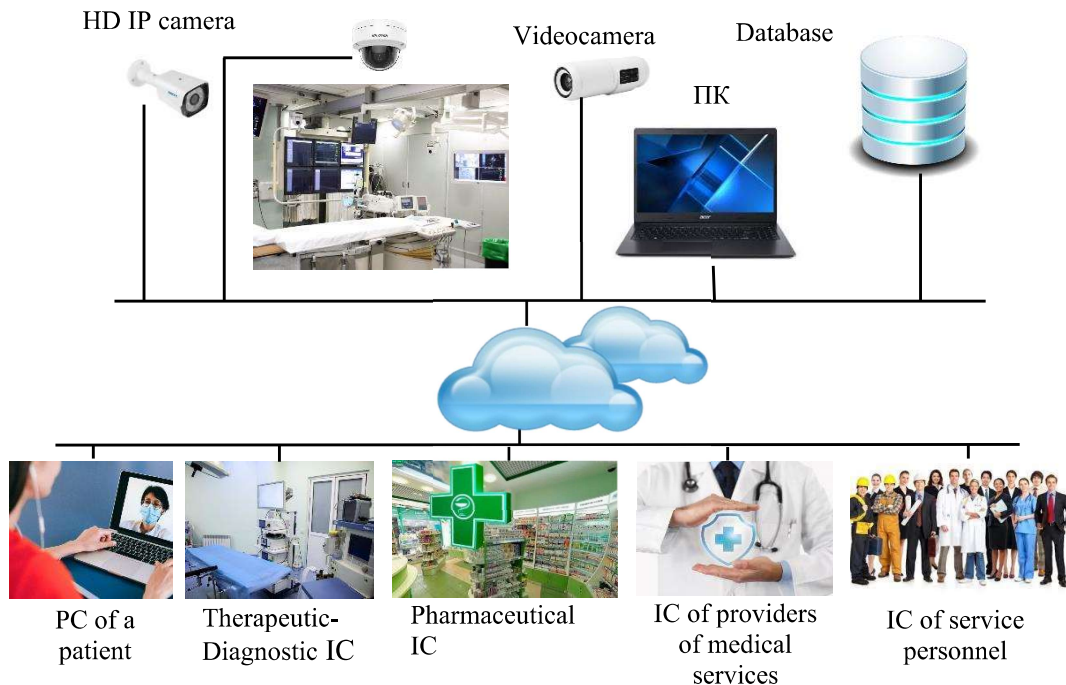 HD IP camera
Videocamera
Database
ПК
acer
PC of a
patient
Therapeutic-
Diagnostic IC
Pharmaceutical
IC
IC of providers
of medical
services
IC of service
personnel